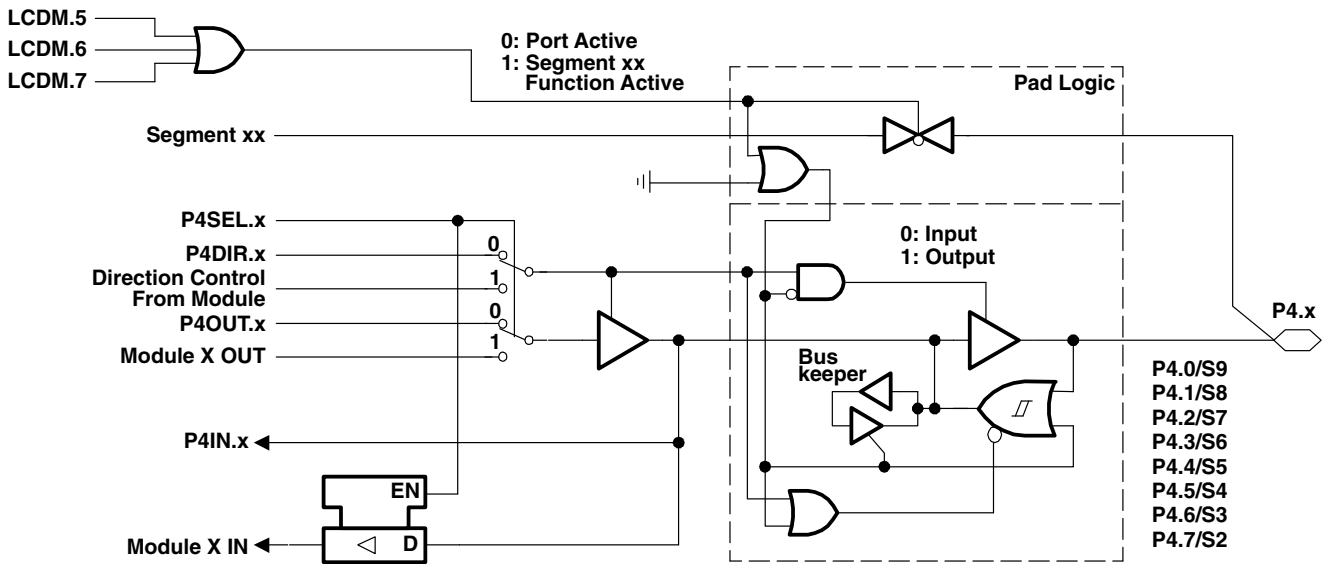 LCDM.5
LCDM.6
LCDM.7
0: Port Active
1: Segment xx
Function Active
Pad Logic
Segment xx
P4SEL.x
P4DIR.x
0
Direction Control
From Module
1
P4OUT.x
0
Module X OUT
1
0: Input
1: Output
Bus
keeper
P4.x
P4.0/S9
P4.1/S8
P4.2/S7
P4.3/S6
P4.4/S5
P4.5/S4
P4.6/S3
P4.7/S2
P4IN.x
EN
Module X IN
D